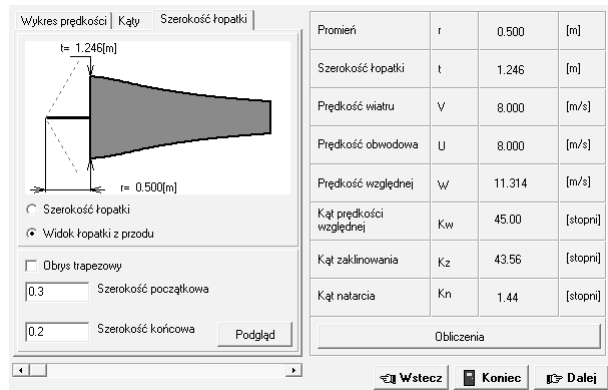 Wykres prędkości Kąty Szerokość łopatki
t= 1.246[m]
r= 0.500[m]
Szerokość łopatki
Widok łopatki z przodu
Obrys trapezowy
0.3 Szerokość początkowa
0.2 Szerokość końcowa Podgląd
Promień r 0.500 [m]
Szerokość łopatki t 1.246 [m]
Prędkość wiatru V 8.000 [m/s]
Prędkość obwodowa U 8.000 [m/s]
Prędkość względnej W 11.314 [m/s]
Kąt prędkości
względnej Kw 45.00 [stopni]
Kąt zaklinowania Kz 43.56 [stopni]
Kąt natarcia Kn 1.44 [stopni]
Obliczenia
Wstecz Koniec Dalej